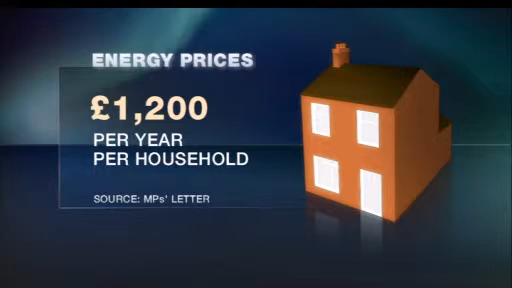 ENERGY PRICES
£1,200
PER YEAR
PER HOUSEHOLD
SOURCE: MPs' LETTER